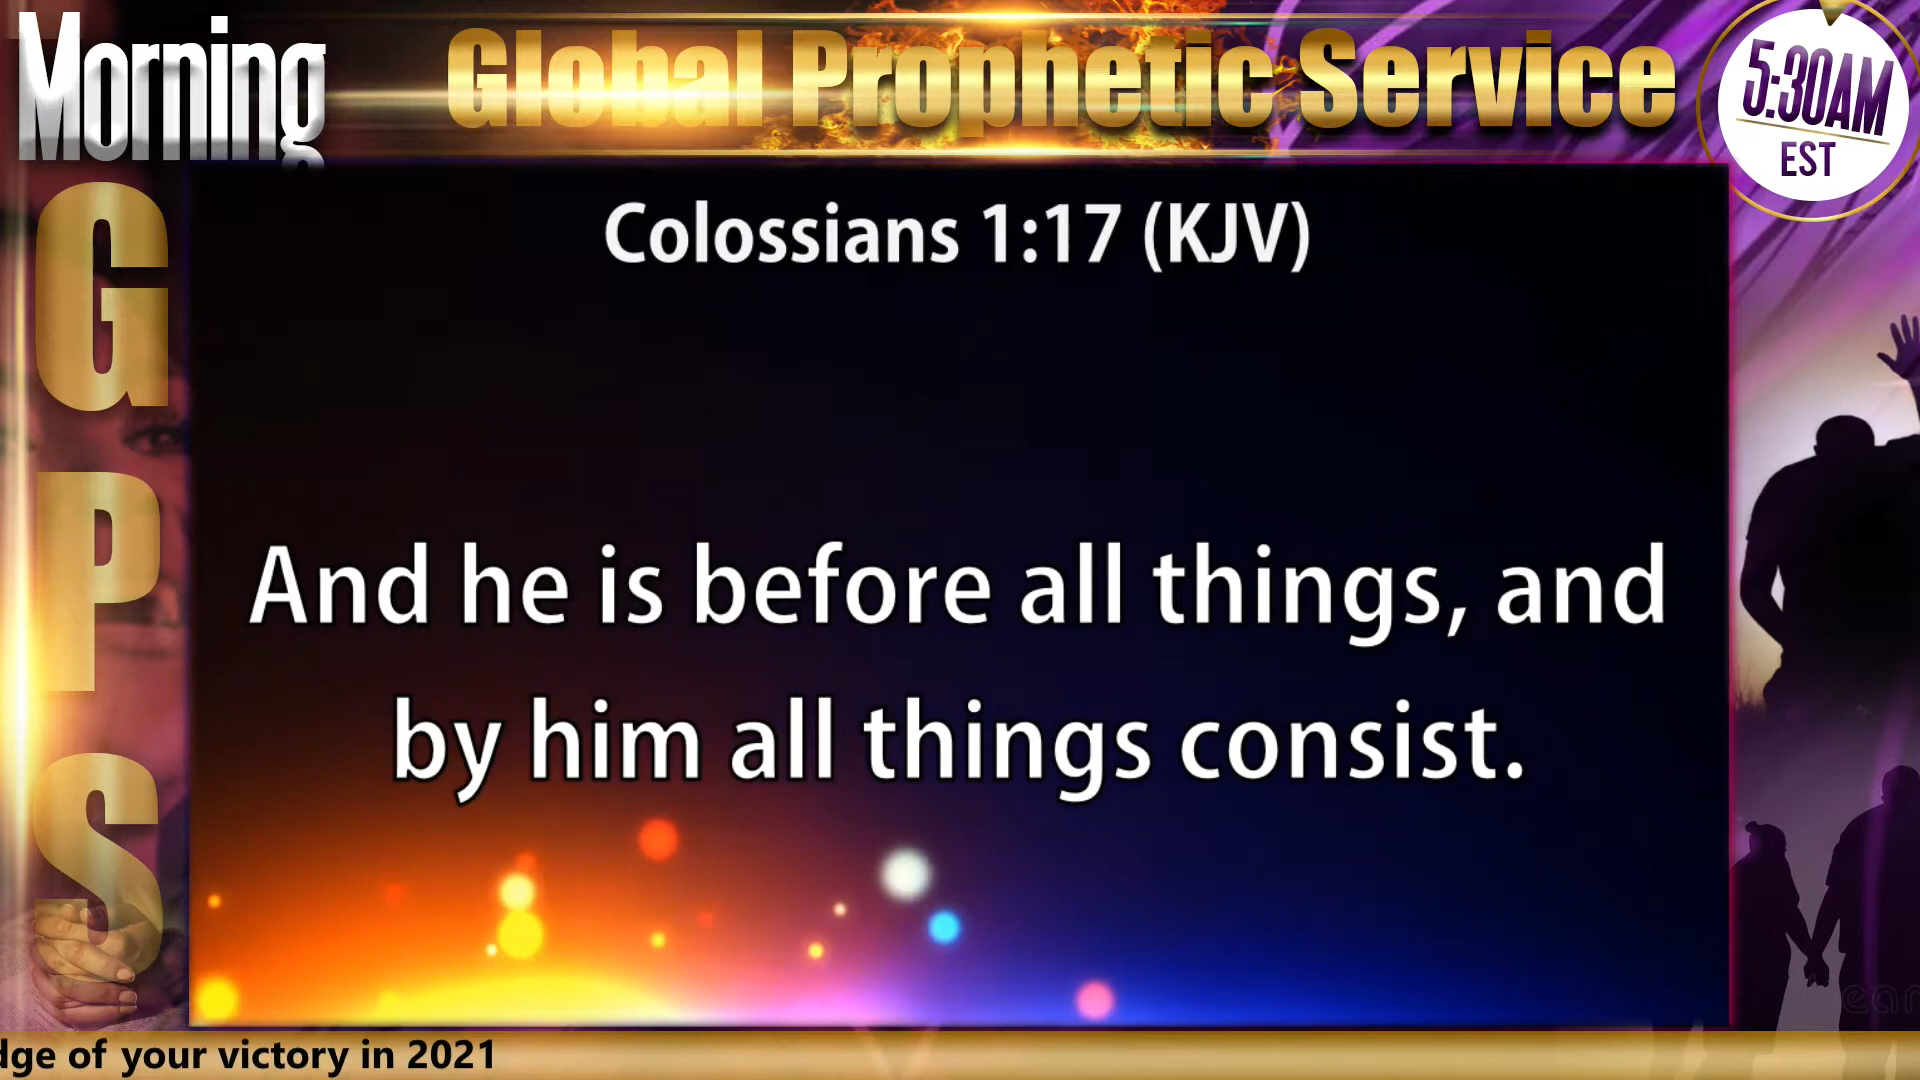 Morning
Global Prophetic Service
5:30AM
EST
G
P
S
Colossians 1:17 (KJV)
And he is before all things, and
by him all things consist.
of your victory in 2021